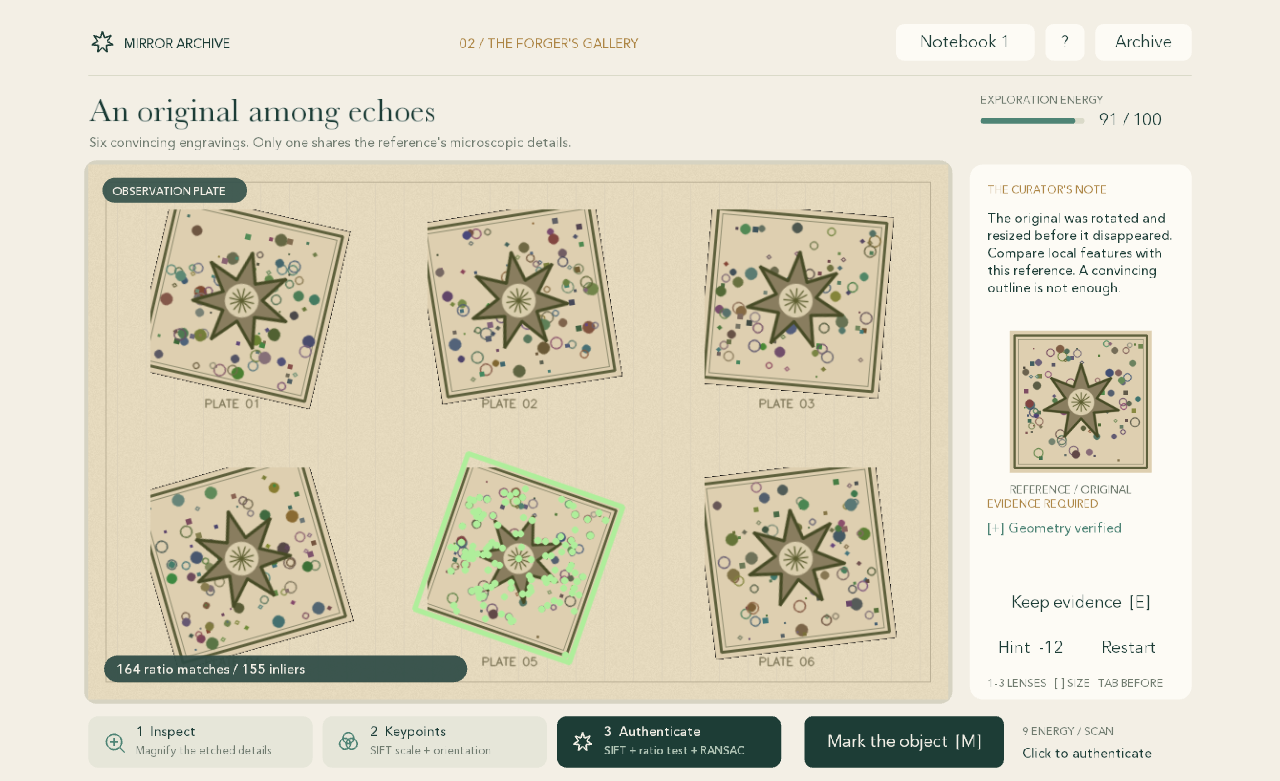 MIRROR ARCHIVE
02 / THE FORGER'S GALLERY
Notebook 1
?
Archive
An original among echoes
Six convincing engravings. Only one shares the reference's microscopic details.
EXPLORATION ENERGY
91 / 100
OBSERVATION PLATE
PLATE 01
PLATE 02
PLATE 03
PLATE 05
PLATE 06
164 ratio matches / 155 inliers
THE CURATOR'S NOTE
The original was rotated and
resized before it disappeared.
Compare local features with
this reference. A convincing
outline is not enough.
REFERENCE / ORIGINAL
EVIDENCE REQUIRED
[+] Geometry verified
Keep evidence [E]
Hint -12
Restart
1-3 LENSES [ ] SIZE TAB BEFORE
1 Inspect
Magnify the etched details
2 Keypoints
SIFT scale + orientation
3 Authenticate
SIFT + ratio test + RANSAC
Mark the object [M]
9 ENERGY / SCAN
Click to authenticate